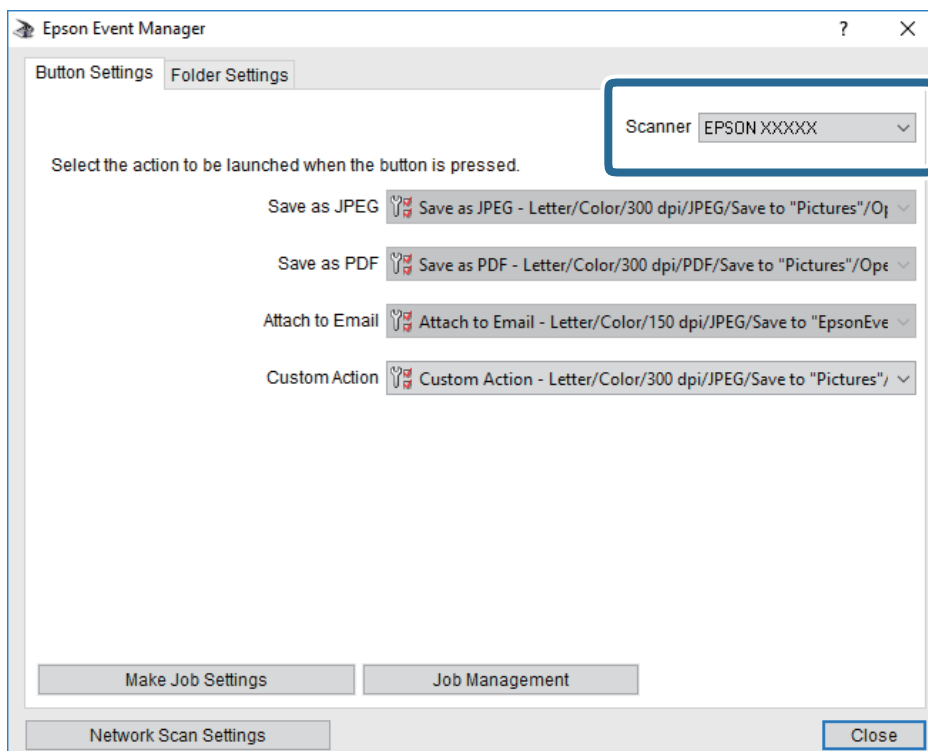 Epson Event Manager
Button Settings Folder Settings
Scanner EPSON XXXXX
Select the action to be launched when the button is pressed.
Save as JPEG Save as JPEG - Letter/Color/300 dpi/JPEG/Save to "Pictures"/Op
Save as PDF Save as PDF - Letter/Color/300 dpi/PDF/Save to "Pictures"/Ope
Attach to Email Attach to Email - Letter/Color/150 dpi/JPEG/Save to "EpsonEve
Custom Action Custom Action - Letter/Color/300 dpi/JPEG/Save to "Pictures"/
Make Job Settings Job Management
Network Scan Settings Close